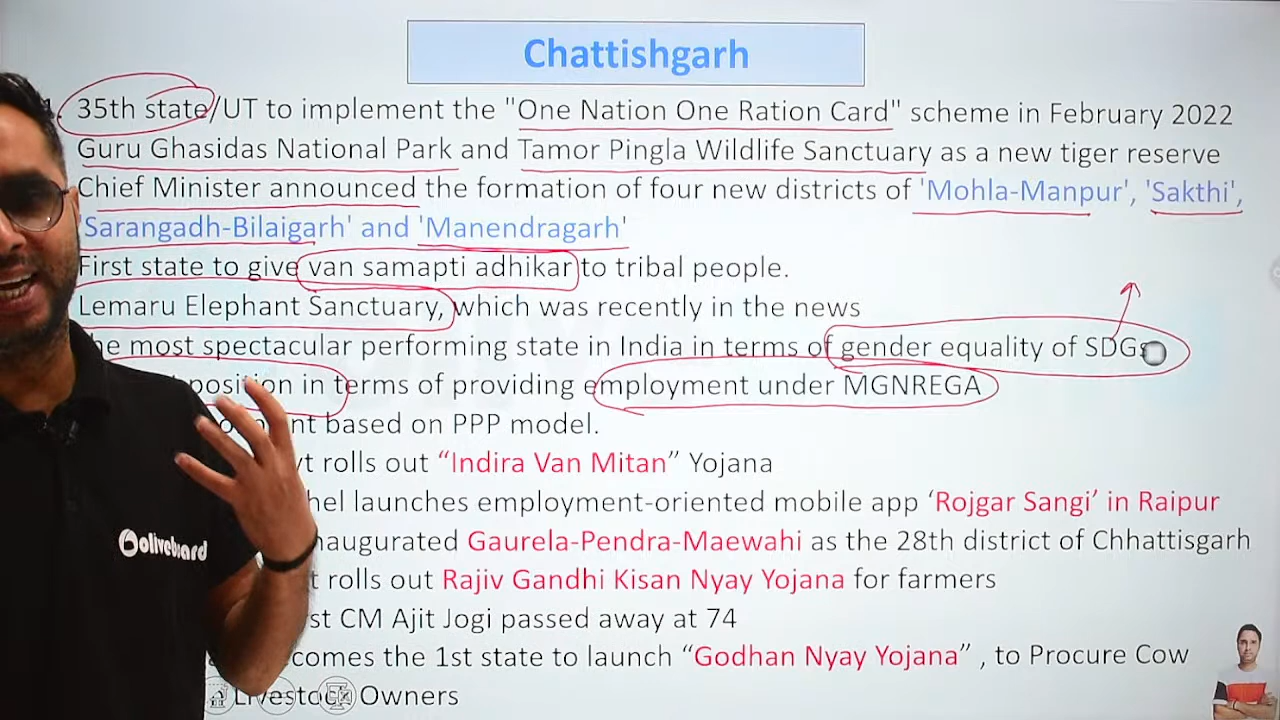 Chattishgarh
35th state/UT to implement the "One Nation One Ration Card" scheme in February 2022
Guru Ghasidas National Park and Tamor Pingla Wildlife Sanctuary as a new tiger reserve
Chief Minister announced the formation of four new districts of 'Mohla-Manpur', 'Sakthi',
'Sarangadh-Bilaigarh' and 'Manendragarh'
First state to give van samapti adhikar to tribal people.
Lemaru Elephant Sanctuary, which was recently in the news
most spectacular performing state in India in terms of gender equality of SDGs
position in terms of providing employment under MGNREGA
based on PPP model.
rolls out “Indira Van Mitan” Yojana
launches employment-oriented mobile app ‘Rojgar Sangi’ in Raipur
Gaurela-Pendra-Maewahi as the 28th district of Chhattisgarh
rolls out Rajiv Gandhi Kisan Nyay Yojana for farmers
CM Ajit Jogi passed away at 74
the 1st state to launch “Godhan Nyay Yojana” , to Procure Cow
Livestock Owners
oliveboard